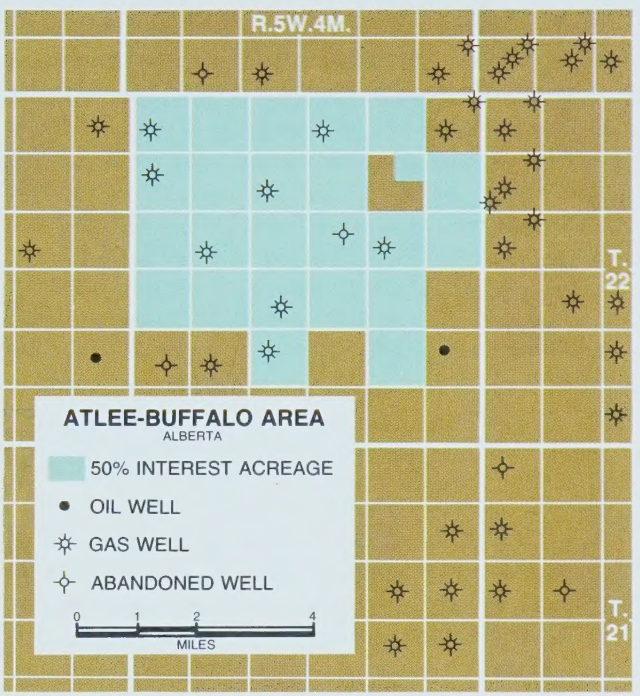 R.5W.4M.
T.
22
ATLEE-BUFFALO AREA
ALBERTA
50% INTEREST ACREAGE
OIL WELL
GAS WELL
ABANDONED WELL
0 1 2 4
MILES
T.
21